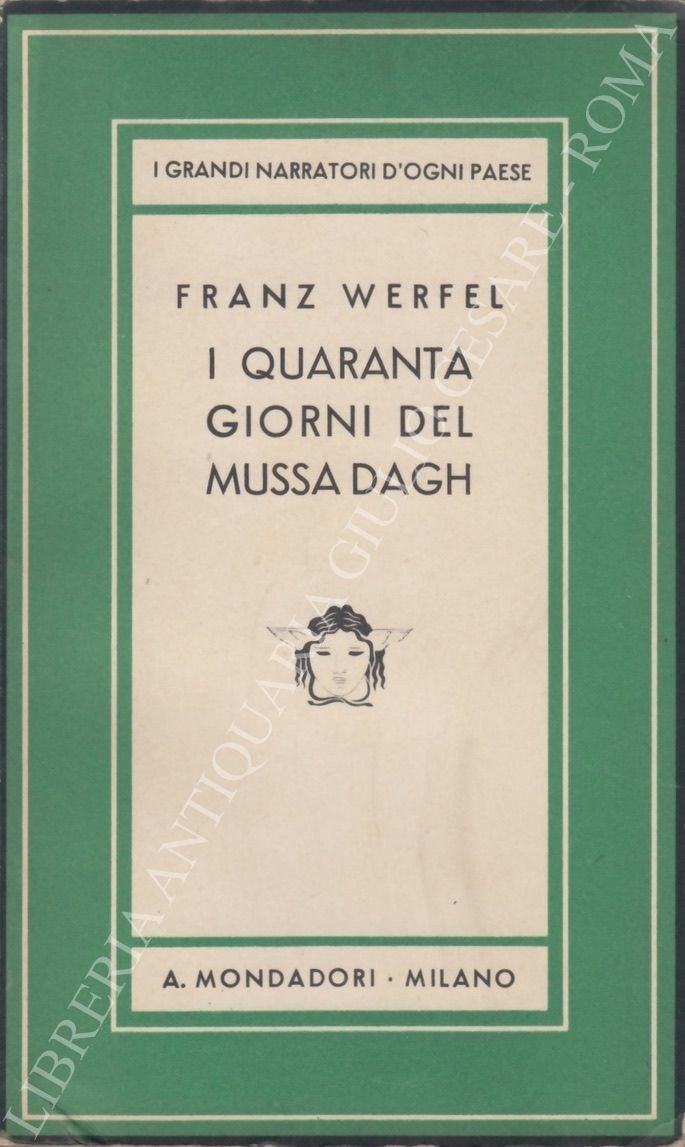 I GRANDI NARRATORI D'OGNI PAESE
FRANZ WERFEL
I QUARANTA
GIORNI DEL
MUSSA DAGH
A. MONDADORI · MILANO
LIBRERIA ANTIQUARIA GIULIO CESARE - ROMA